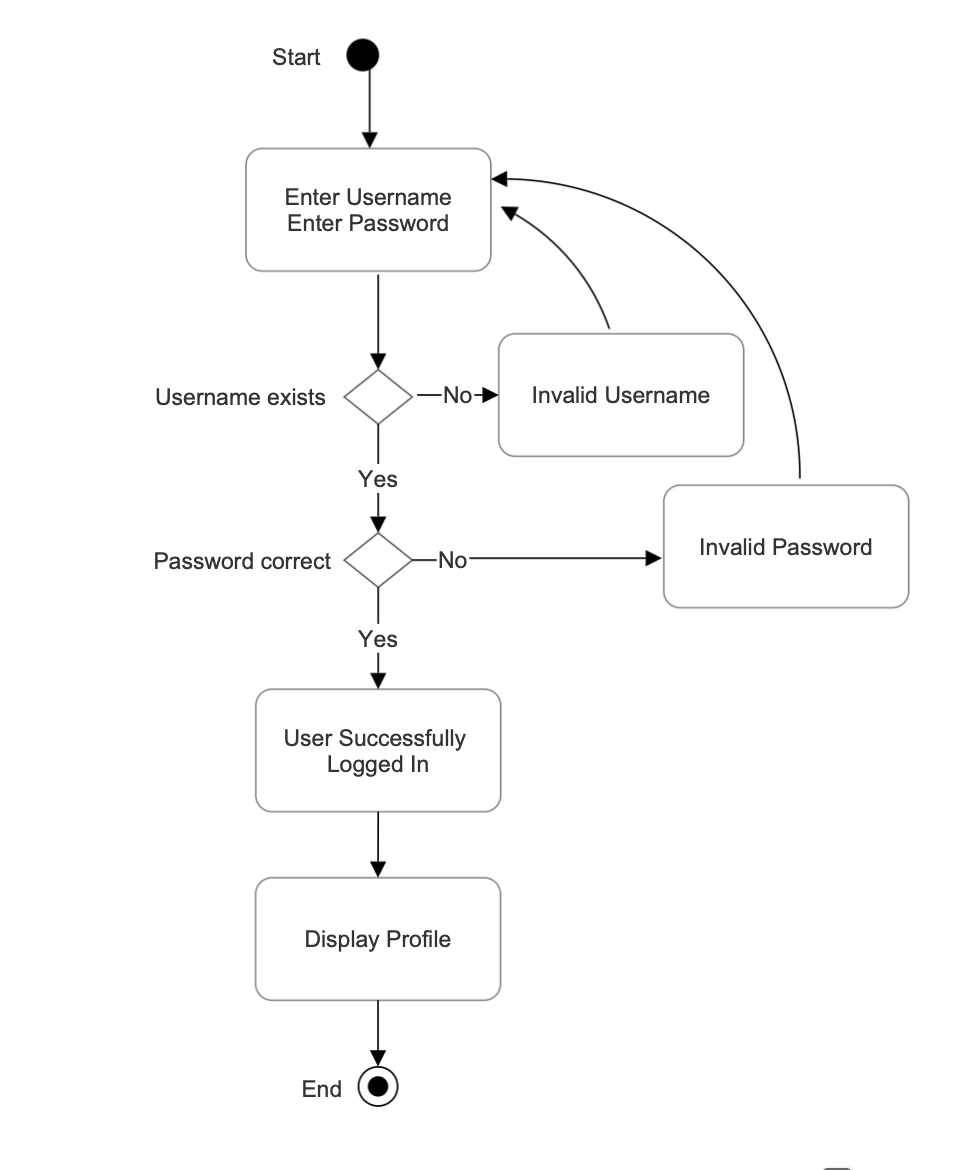 Start
Enter Username
Enter Password
Username exists
No
Invalid Username
Yes
Invalid Password
Password correct
No
Yes
User Successfully
Logged In
Display Profile
End